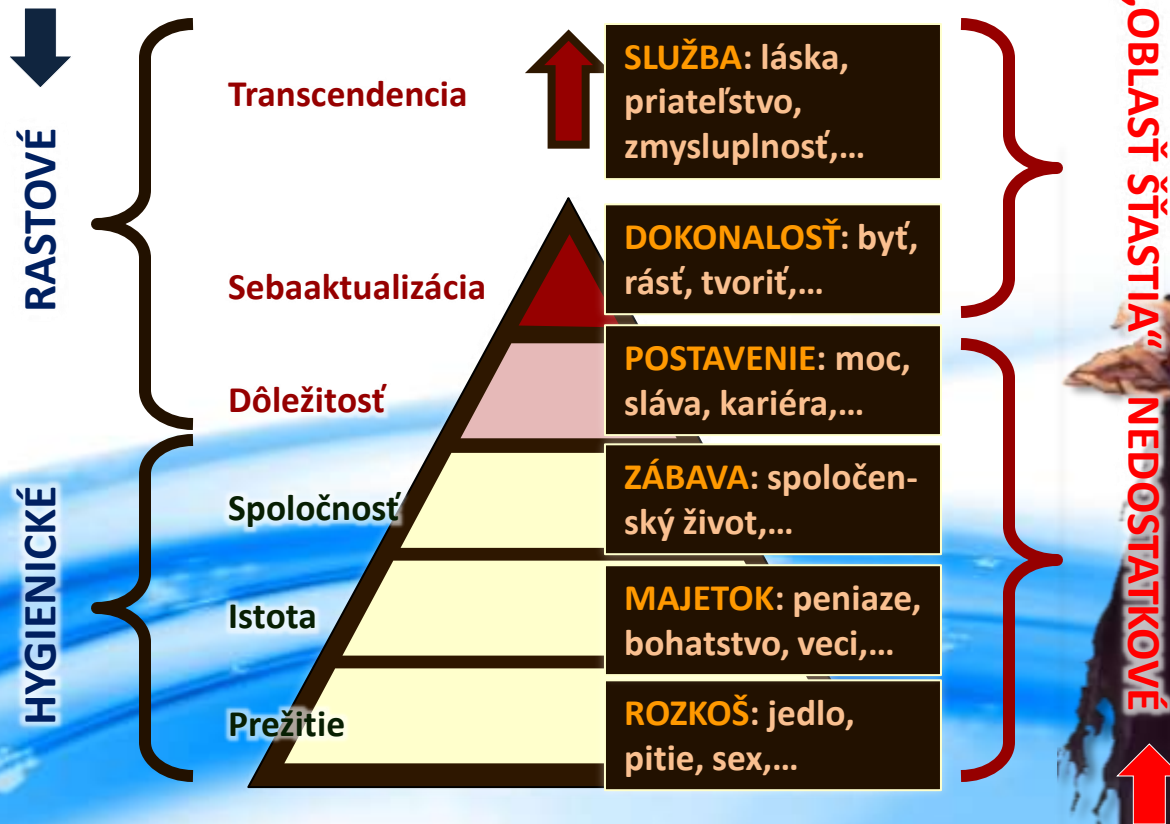 RASTOVÉ
HYGIENICKÉ
Transcendencia
SLUŽBA: láska,
priateľstvo,
zmysluplnosť,...
Sebaaktualizácia
DOKONALOSŤ: byť,
rásť, tvoriť,...
Dôležitosť
POSTAVENIE: moc,
sláva, kariéra,...
Spoločnosť
ZÁBAVA: spoločen-
ský život,...
Istota
MAJETOK: peniaze,
bohatstvo, veci,...
Prežitie
ROZKOŠ: jedlo,
pitie, sex,...
„OBLASŤ ŠŤASTIA“
NEDOSTATKOVÉ